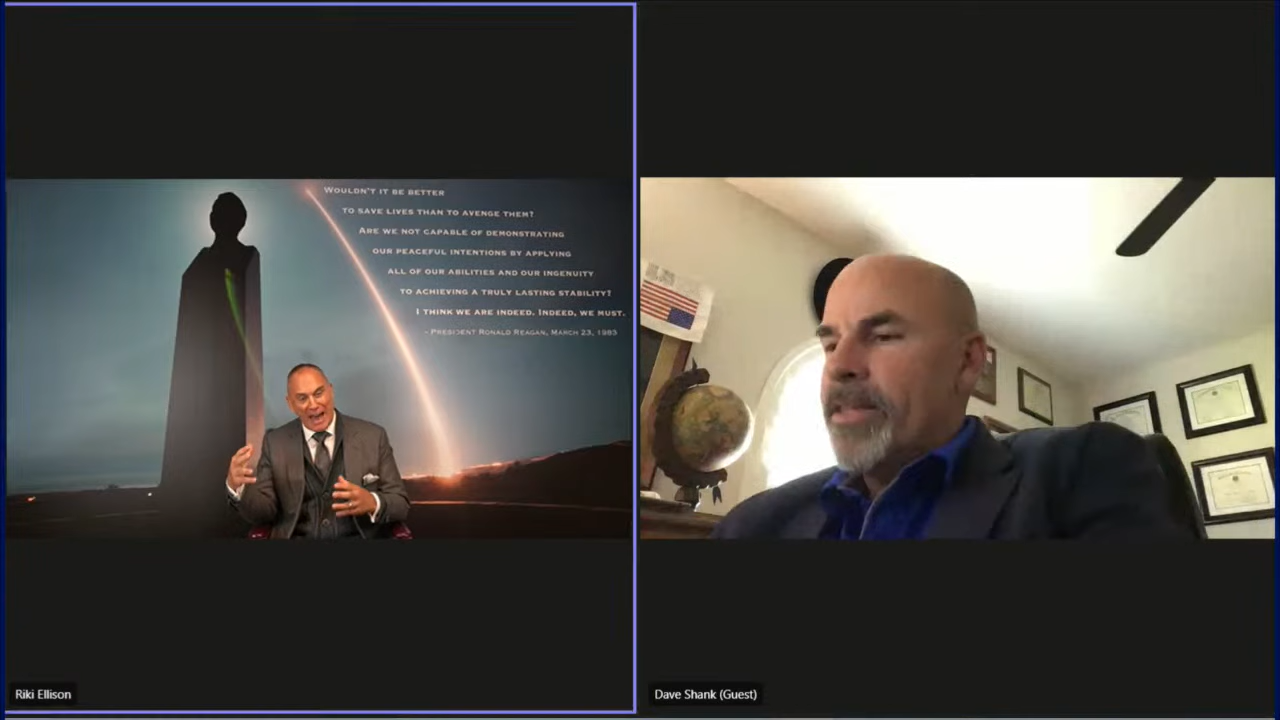 WOULDN'T IT BE BETTER
TO SAVE LIVES THAN TO AVENGE THEM?
ARE WE NOT CAPABLE OF DEMONSTRATING
OUR PEACEFUL INTENTIONS BY APPLYING
ALL OF OUR ABILITIES AND OUR INGENUITY
TO ACHIEVING A TRULY LASTING STABILITY?
I THINK WE ARE INDEED. INDEED, WE MUST.
– PRESIDENT RONALD REAGAN, MARCH 23, 1983
Riki Ellison
Dave Shank (Guest)